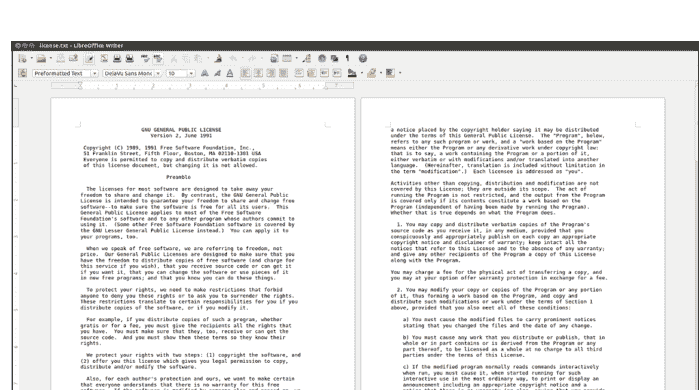 license.txt - LibreOffice Writer
Preformatted Text
DejaVu Sans Mono
10
GNU GENERAL PUBLIC LICENSE
Version 2, June 1991
Copyright (C) 1989, 1991 Free Software Foundation, Inc.,
51 Franklin Street, Fifth Floor, Boston, MA 02110-1301 USA
Everyone is permitted to copy and distribute verbatim copies
of this license document, but changing it is not allowed.
Preamble
The licenses for most software are designed to take away your
freedom to share and change it. By contrast, the GNU General Public
License is intended to guarantee your freedom to share and change free
software--to make sure the software is free for all its users. This
General Public License applies to most of the Free Software
Foundation's software and to any other program whose authors commit to
using it. (Some other Free Software Foundation software is covered by
the GNU Lesser General Public License instead.) You can apply it to
your programs, too.
When we speak of free software, we are referring to freedom, not
price. Our General Public Licenses are designed to make sure that you
have the freedom to distribute copies of free software (and charge for
this service if you wish), that you receive source code or can get it
if you want it, that you can change the software or use pieces of it
in new free programs; and that you know you can do these things.
To protect your rights, we need to make restrictions that forbid
anyone to deny you these rights or to ask you to surrender the rights.
These restrictions translate to certain responsibilities for you if you
distribute copies of the software, or if you modify it.
For example, if you distribute copies of such a program, whether
gratis or for a fee, you must give the recipients all the rights that
you have. You must make sure that they, too, receive or can get the
source code. And you must show them these terms so they know their
rights.
We protect your rights with two steps: (1) copyright the software, and
(2) offer you this license which gives you legal permission to copy,
distribute and/or modify the software.
Also, for each author's protection and ours, we want to make certain
that everyone understands that there is no warranty for this free
a notice placed by the copyright holder saying it may be distributed
under the terms of this General Public License. The "Program", below,
refers to any such program or work, and a "work based on the Program"
means either the Program or any derivative work under copyright law:
that is to say, a work containing the Program or a portion of it,
either verbatim or with modifications and/or translated into another
language. (Hereinafter, translation is included without limitation in
the term "modification".) Each licensee is addressed as "you".
Activities other than copying, distribution and modification are not
covered by this License; they are outside its scope. The act of
running the Program is not restricted, and the output from the Program
is covered only if its contents constitute a work based on the
Program (independent of having been made by running the Program).
Whether that is true depends on what the Program does.
1. You may copy and distribute verbatim copies of the Program's
source code as you receive it, in any medium, provided that you
conspicuously and appropriately publish on each copy an appropriate
copyright notice and disclaimer of warranty; keep intact all the
notices that refer to this License and to the absence of any warranty;
and give any other recipients of the Program a copy of this License
along with the Program.
You may charge a fee for the physical act of transferring a copy, and
you may at your option offer warranty protection in exchange for a fee.
2. You may modify your copy or copies of the Program or any portion
of it, thus forming a work based on the Program, and copy and
distribute such modifications or work under the terms of Section 1
above, provided that you also meet all of these conditions:
a) You must cause the modified files to carry prominent notices
stating that you changed the files and the date of any change.
b) You must cause any work that you distribute or publish, that in
whole or in part contains or is derived from the Program or any
part thereof, to be licensed as a whole at no charge to all third
parties under the terms of this License.
c) If the modified program normally reads commands interactively
when run, you must cause it, when started running for such
interactive use in the most ordinary way, to print or display an
announcement including an appropriate copyright notice and a